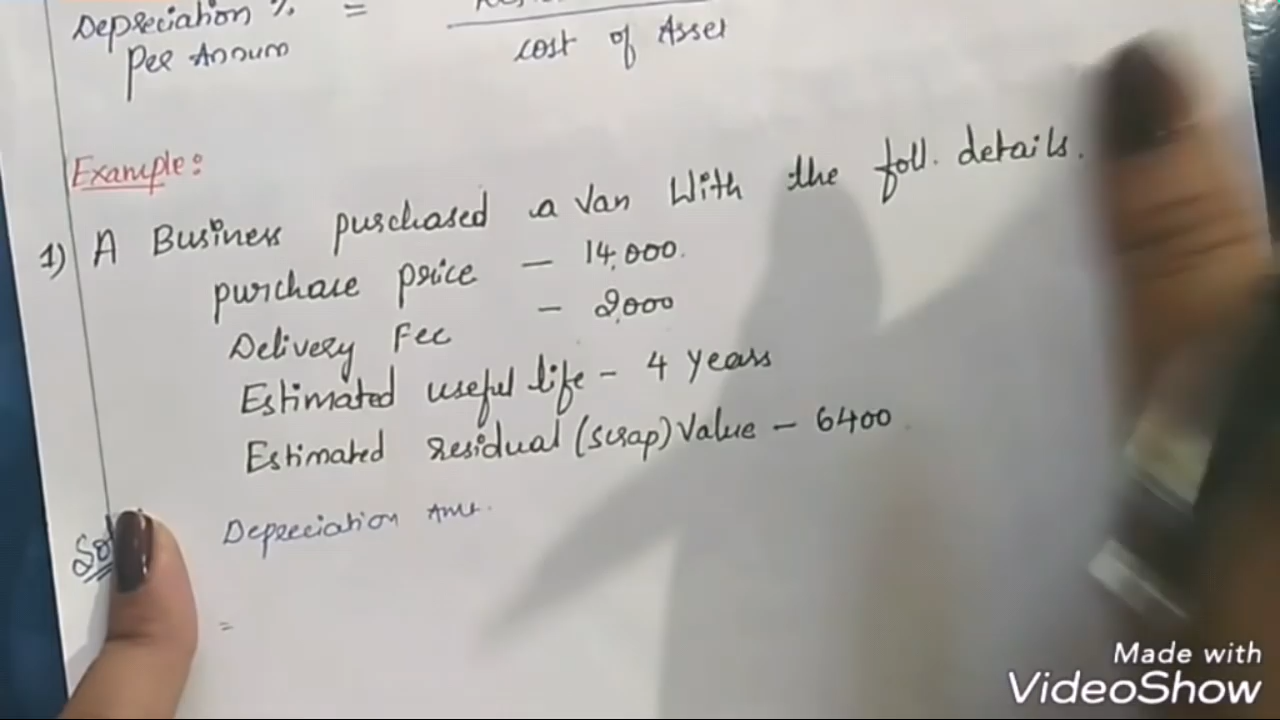 Depreciation % =
Per Annum
cost of Asset
Example:
1) A Business purchased a van With the foll. details.
purchase price - 14,000.
Delivery Fee - 2,000
Estimated useful life - 4 years
Estimated residual (scrap) Value - 6400
Depreciation Amt.
=
Made with
VideoShow